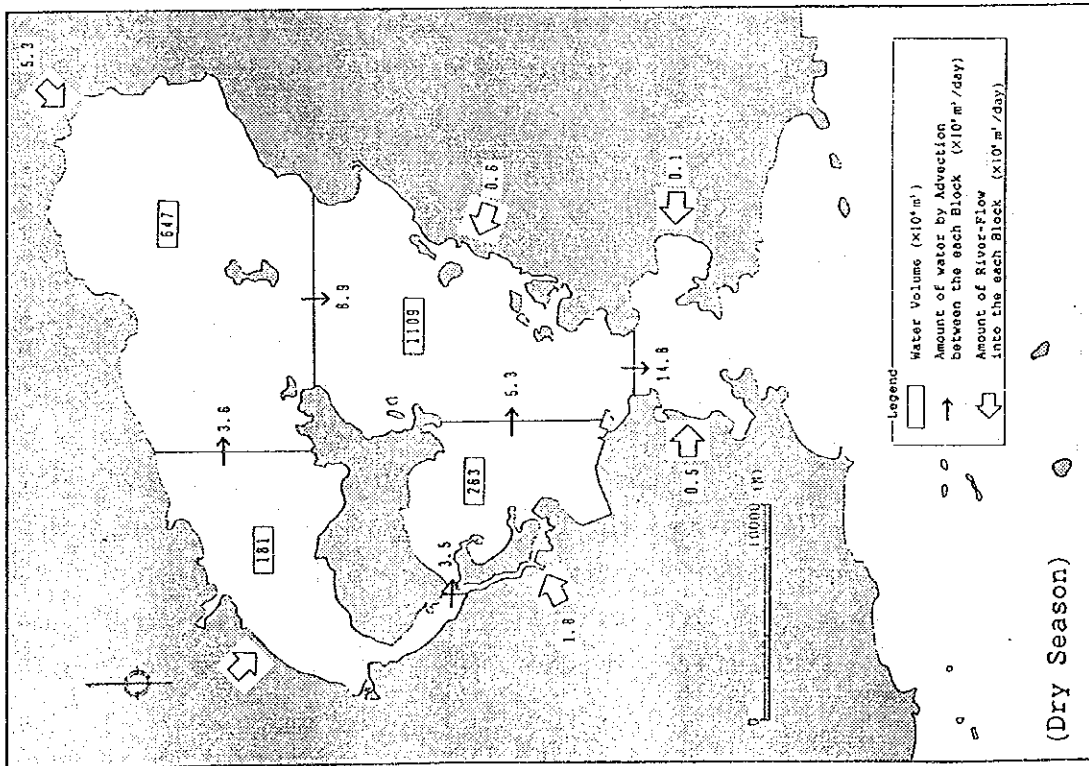 5.3
647
3.6
181
8.9
1109
0.6
5.3
263
3.5
1.8
14.8
0.1
0.5
0 10000 (M)
Legend
Water Volume
Amount of water by Advection
between the each Block
Amount of River-Flow
into the each Block
(Dry Season)